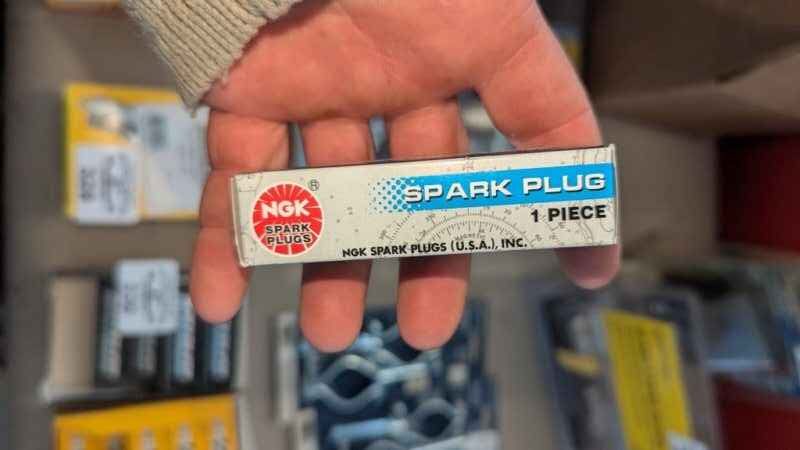 NGK
®
SPARK
PLUGS
SPARK PLUG
1 PIECE
NGK SPARK PLUGS (U.S.A.), INC.